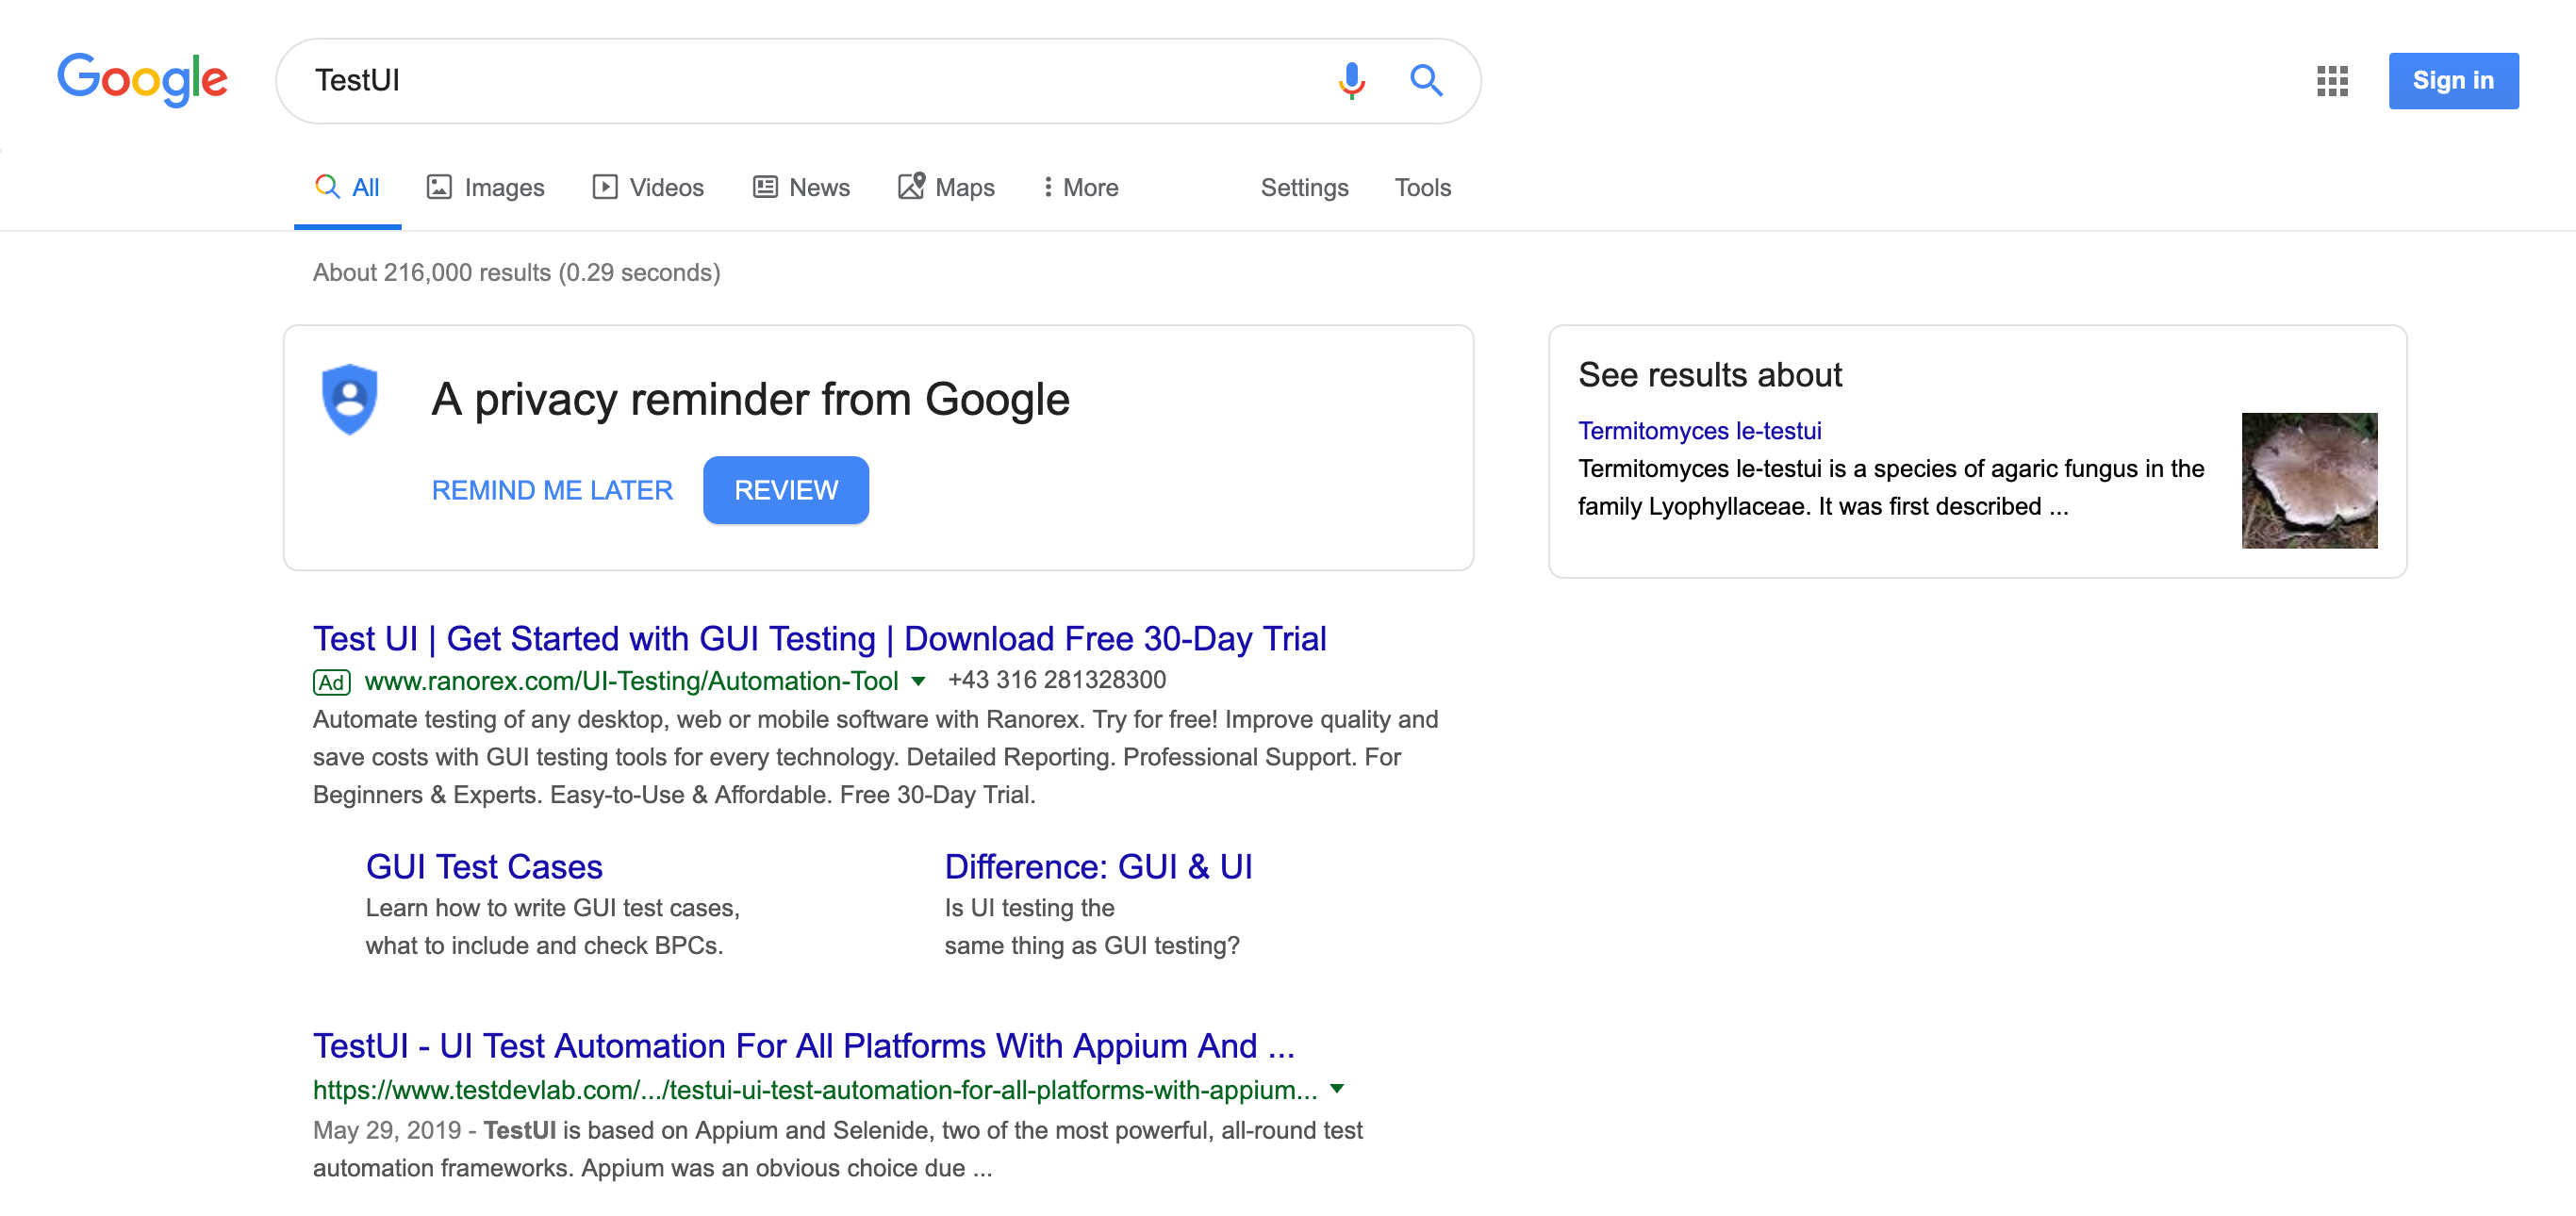 Google
TestUI
Sign in
All
Images
Videos
News
Maps
More
Settings
Tools
About 216,000 results (0.29 seconds)
A privacy reminder from Google
REMIND ME LATER
REVIEW
See results about
Termitomyces le-testui
Termitomyces le-testui is a species of agaric fungus in the
family Lyophyllaceae. It was first described ...
Test UI | Get Started with GUI Testing | Download Free 30-Day Trial
Ad www.ranorex.com/UI-Testing/Automation-Tool +43 316 281328300
Automate testing of any desktop, web or mobile software with Ranorex. Try for free! Improve quality and
save costs with GUI testing tools for every technology. Detailed Reporting. Professional Support. For
Beginners & Experts. Easy-to-Use & Affordable. Free 30-Day Trial.
GUI Test Cases
Learn how to write GUI test cases,
what to include and check BPCs.
Difference: GUI & UI
Is UI testing the
same thing as GUI testing?
TestUI - UI Test Automation For All Platforms With Appium And ...
https://www.testdevlab.com/.../testui-ui-test-automation-for-all-platforms-with-appium...
May 29, 2019 - TestUI is based on Appium and Selenide, two of the most powerful, all-round test
automation frameworks. Appium was an obvious choice due ...